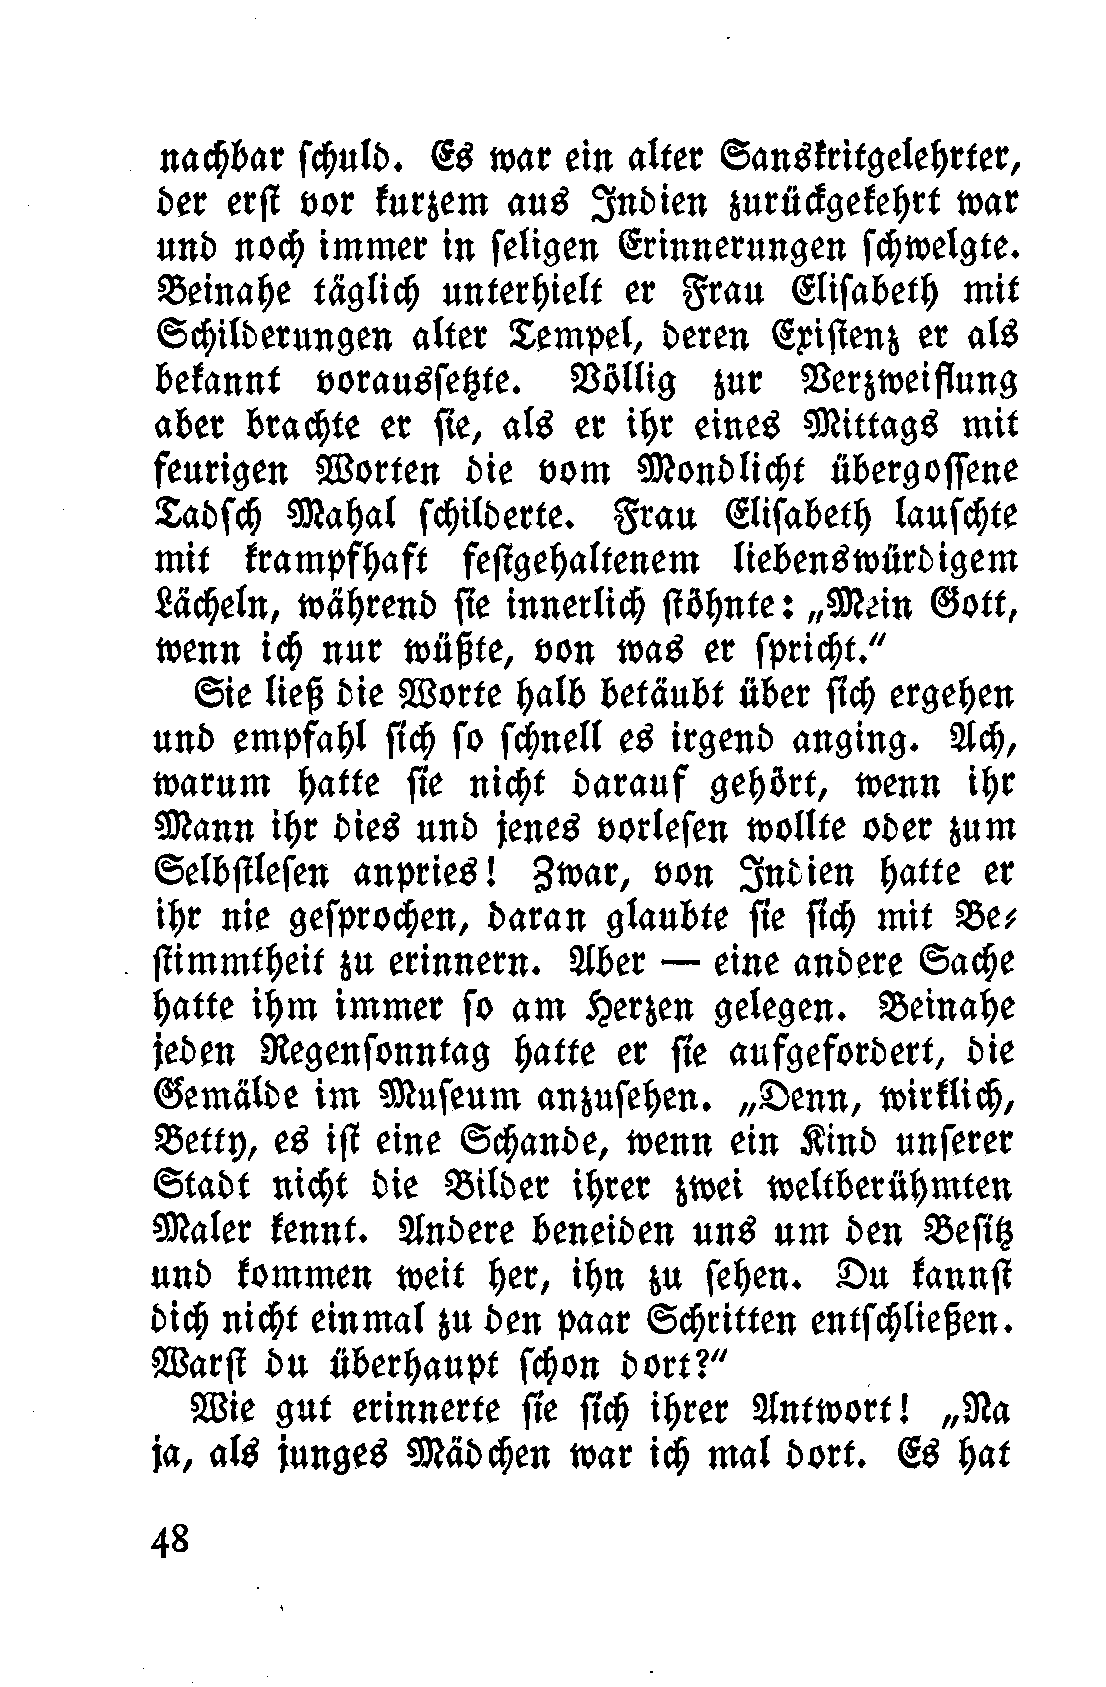 nachbar schuld. Es war ein alter Sanskritgelehrter,
der erst vor kurzem aus Indien zurückgekehrt war
und noch immer in seligen Erinnerungen schwelgte.
Beinahe täglich unterhielt er Frau Elisabeth mit
Schilderungen alter Tempel, deren Existenz er als
bekannt voraussetzte. Völlig zur Verzweiflung
aber brachte er sie, als er ihr eines Mittags mit
feurigen Worten die vom Mondlicht übergossene
Tadsch Mahal schilderte. Frau Elisabeth lauschte
mit krampfhaft festgehaltenem liebenswürdigem
Lächeln, während sie innerlich stöhnte: „Mein Gott,
wenn ich nur wüßte, von was er spricht."
Sie ließ die Worte halb betäubt über sich ergehen
und empfahl sich so schnell es irgend anging. Ach,
warum hatte sie nicht darauf gehört, wenn ihr
Mann ihr dies und jenes vorlesen wollte oder zum
Selbstlesen anpries! Zwar, von Indien hatte er
ihr nie gesprochen, daran glaubte sie sich mit Be-
stimmtheit zu erinnern. Aber — eine andere Sache
hatte ihm immer so am Herzen gelegen. Beinahe
jeden Regensonntag hatte er sie aufgefordert, die
Gemälde im Museum anzusehen. „Denn, wirklich,
Betty, es ist eine Schande, wenn ein Kind unserer
Stadt nicht die Bilder ihrer zwei weltberühmten
Maler kennt. Andere beneiden uns um den Besitz
und kommen weit her, ihn zu sehen. Du kannst
dich nicht einmal zu den paar Schritten entschließen.
Warst du überhaupt schon dort?"
Wie gut erinnerte sie sich ihrer Antwort! „Na
ja, als junges Mädchen war ich mal dort. Es hat
48